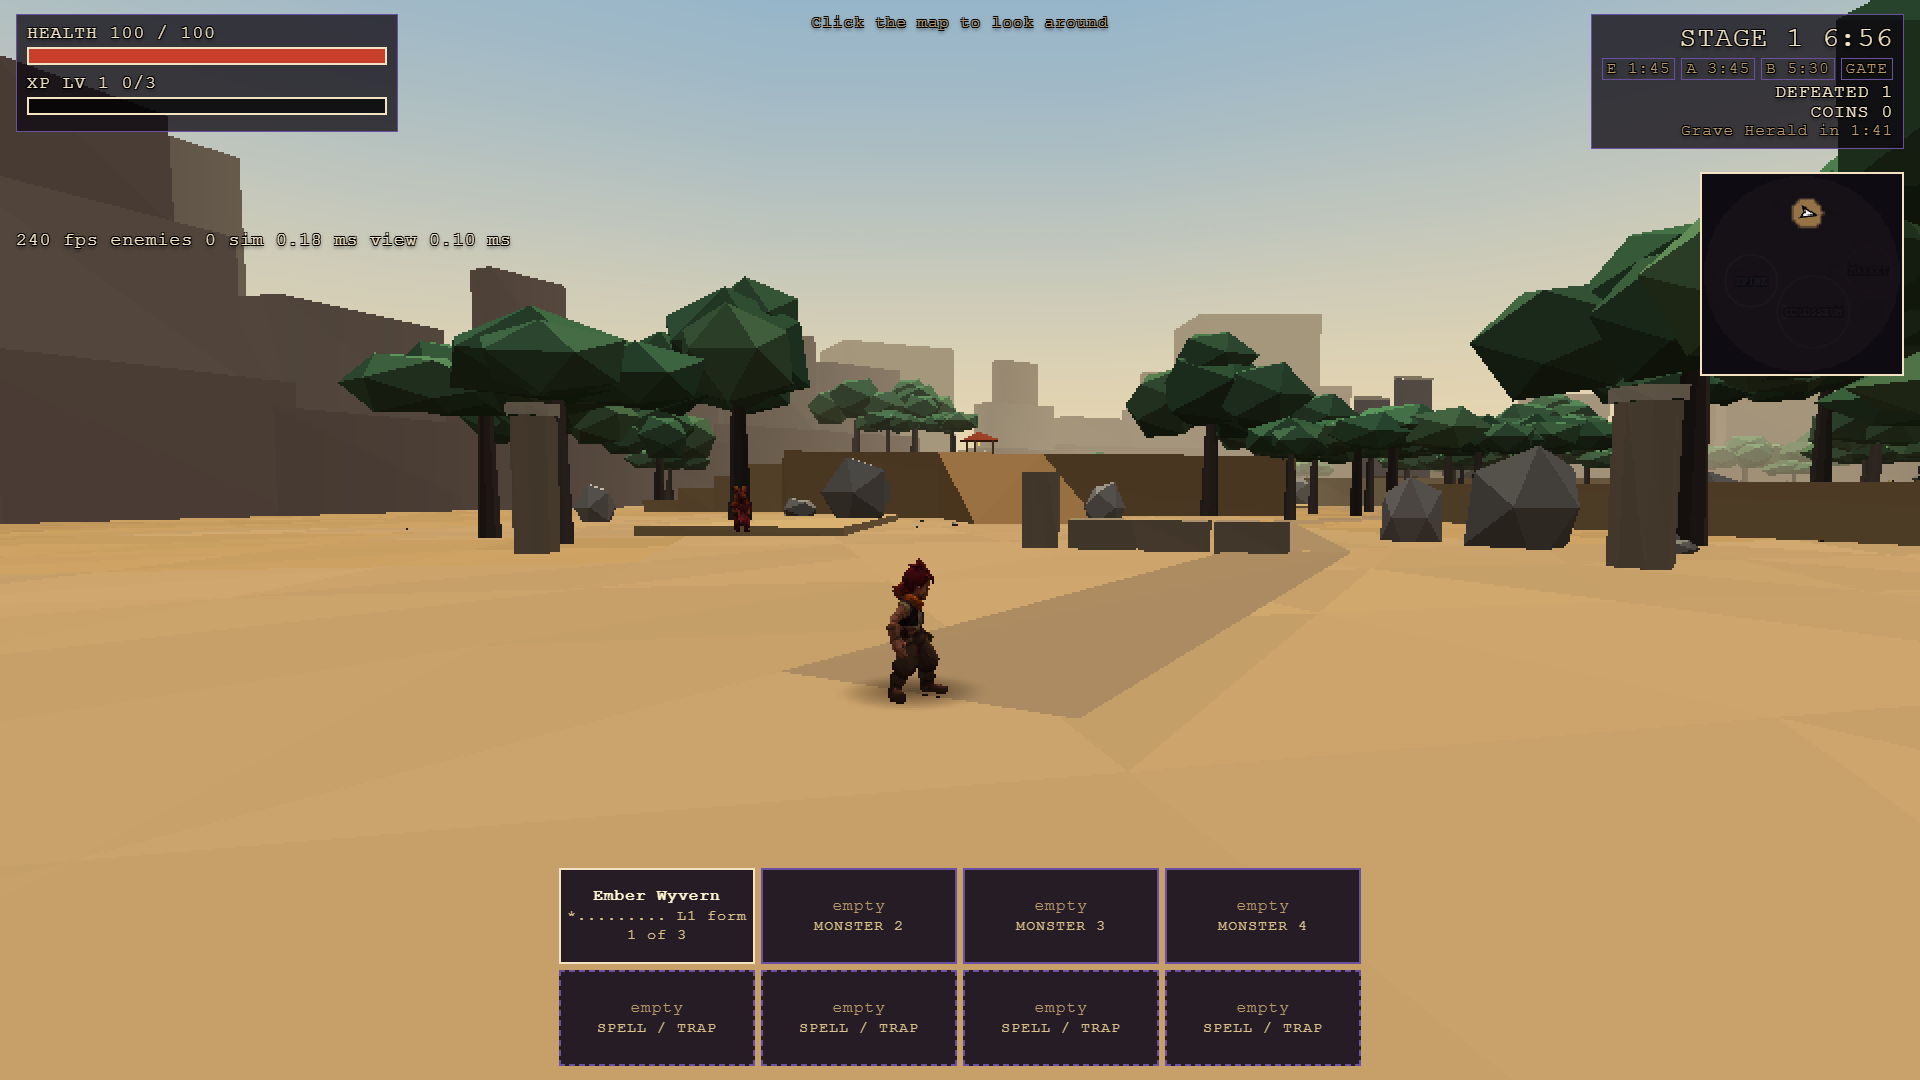 HEALTH 100 / 100
XP LV 1 0/3
Click the map to look around
STAGE 1 6:56
E 1:45 A 3:45 B 5:30 GATE
DEFEATED 1
COINS 0
Grave Herald in 1:41
240 fps enemies 0 sim 0.18 ms view 0.10 ms
Ember Wyvern
*......... L1 form
1 of 3
empty
MONSTER 2
empty
MONSTER 3
empty
MONSTER 4
empty
SPELL / TRAP
empty
SPELL / TRAP
empty
SPELL / TRAP
empty
SPELL / TRAP